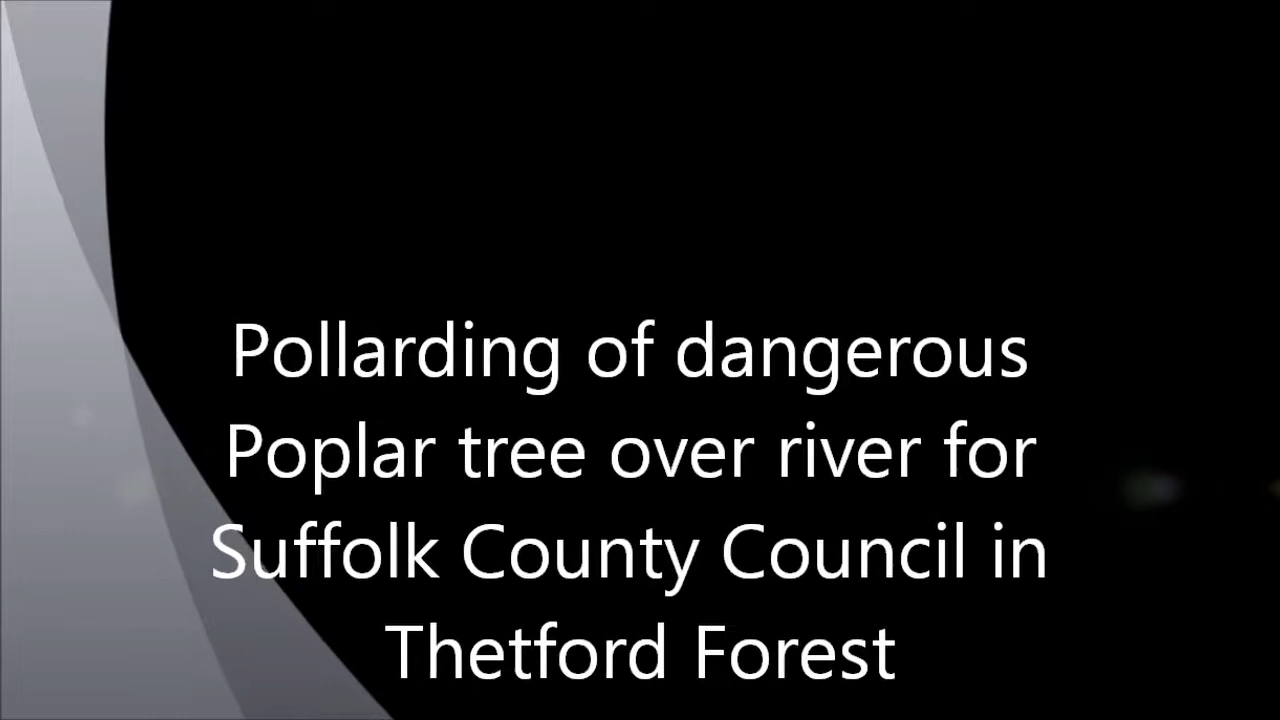 Pollarding of dangerous
Poplar tree over river for
Suffolk County Council in
Thetford Forest